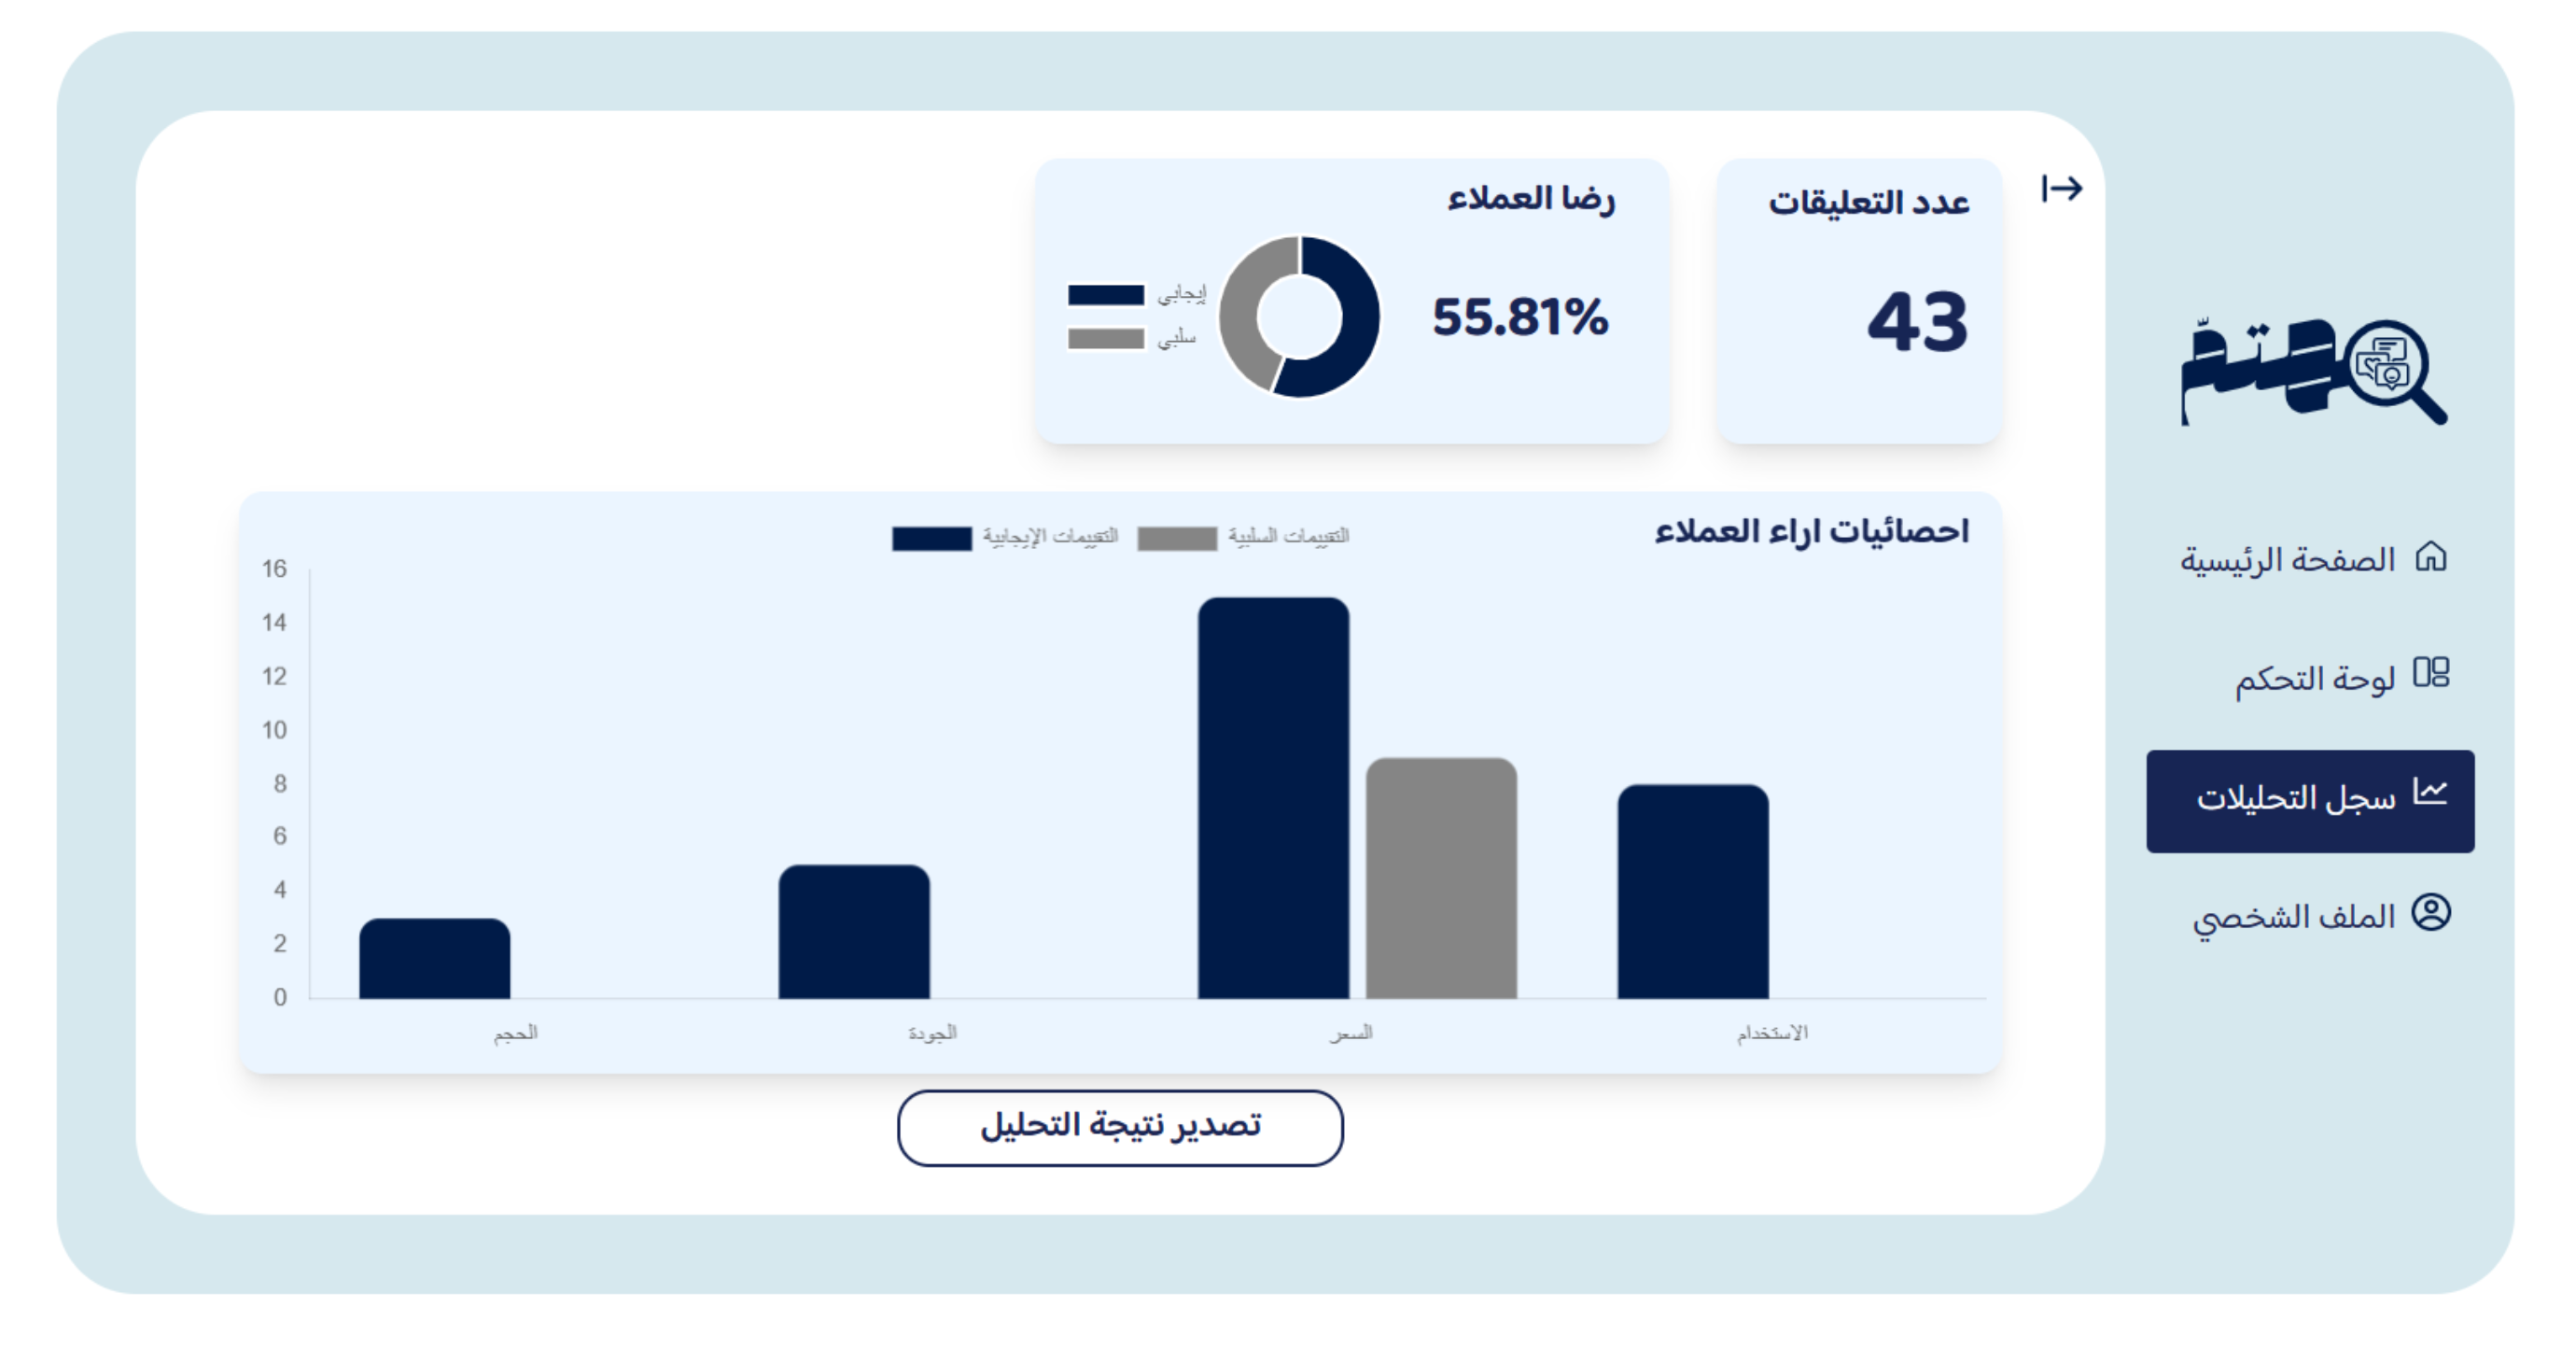 مهتمّ
الصفحة الرئيسية
لوحة التحكم
سجل التحليلات
الملف الشخصي
عدد التعليقات
43
رضا العملاء
55.81%
إيجابي
سلبي
احصائيات اراء العملاء
التقييمات السلبية
التقييمات الإيجابية
16
14
12
10
8
6
4
2
0
الاستخدام
السعر
الجودة
الحجم
تصدير نتيجة التحليل